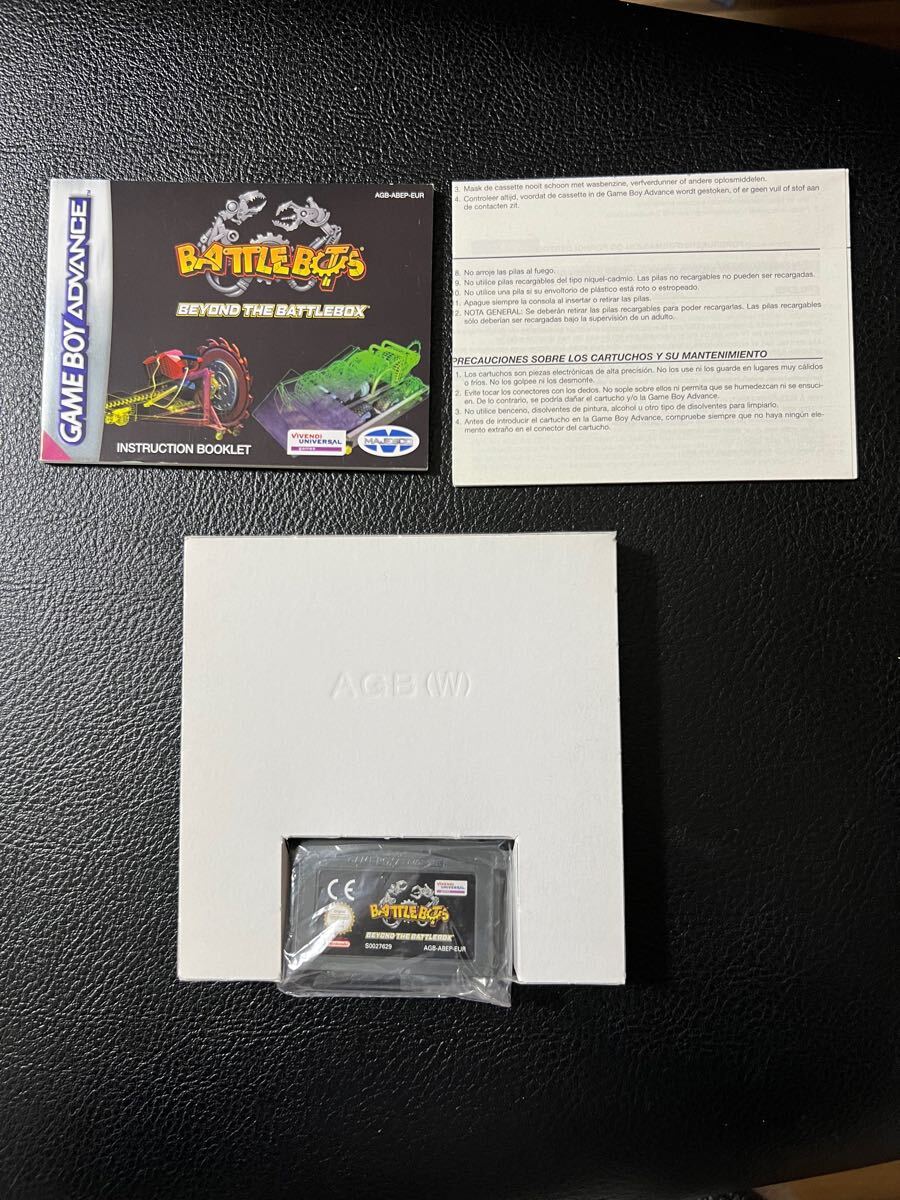 GAME BOY ADVANCE™
AGB-ABEP-EUR
BATTLEBOTS
BEYOND THE BATTLEBOX
INSTRUCTION BOOKLET
VIVENDI
UNIVERSAL
games
MAJESCO
3. Maak de cassette nooit schoon met wasbenzine, verfverdunner of andere oplosmiddelen.
4. Controleer altijd, voordat de cassette in de Game Boy Advance wordt gestoken, of er geen vuil of stof aan
de contacten zit.
8. No arroje las pilas al fuego.
9. No utilice pilas recargables del tipo níquel-cadmio. Las pilas no recargables no pueden ser recargadas.
0. No utilice una pila si su envoltorio de plástico está roto o estropeado.
1. Apague siempre la consola al insertar o retirar las pilas.
2. NOTA GENERAL: Se deberán retirar las pilas recargables para poder recargarlas. Las pilas recargables
sólo deberían ser recargadas bajo la supervisión de un adulto.
PRECAUCIONES SOBRE LOS CARTUCHOS Y SU MANTENIMIENTO
1. Los cartuchos son piezas electrónicas de alta precisión. No los use ni los guarde en lugares muy cálidos
o fríos. No los golpee ni los desmonte.
2. Evite tocar los conectores con los dedos. No sople sobre ellos ni permita que se humedezcan ni se ensuci-
en. De lo contrario, se podría dañar el cartucho y/o la Game Boy Advance.
3. No utilice benceno, disolventes de pintura, alcohol u otro tipo de disolventes para limpiarlo.
4. Antes de introducir el cartucho en la Game Boy Advance, compruebe siempre que no haya ningún ele-
mento extraño en el conector del cartucho.
AGB (W)
GAME BOY ADVANCE
CE
VIVENDI
UNIVERSAL
BATTLEBOTS
BEYOND THE BATTLEBOX
Nintendo
S0027629
AGB-ABEP-EUR